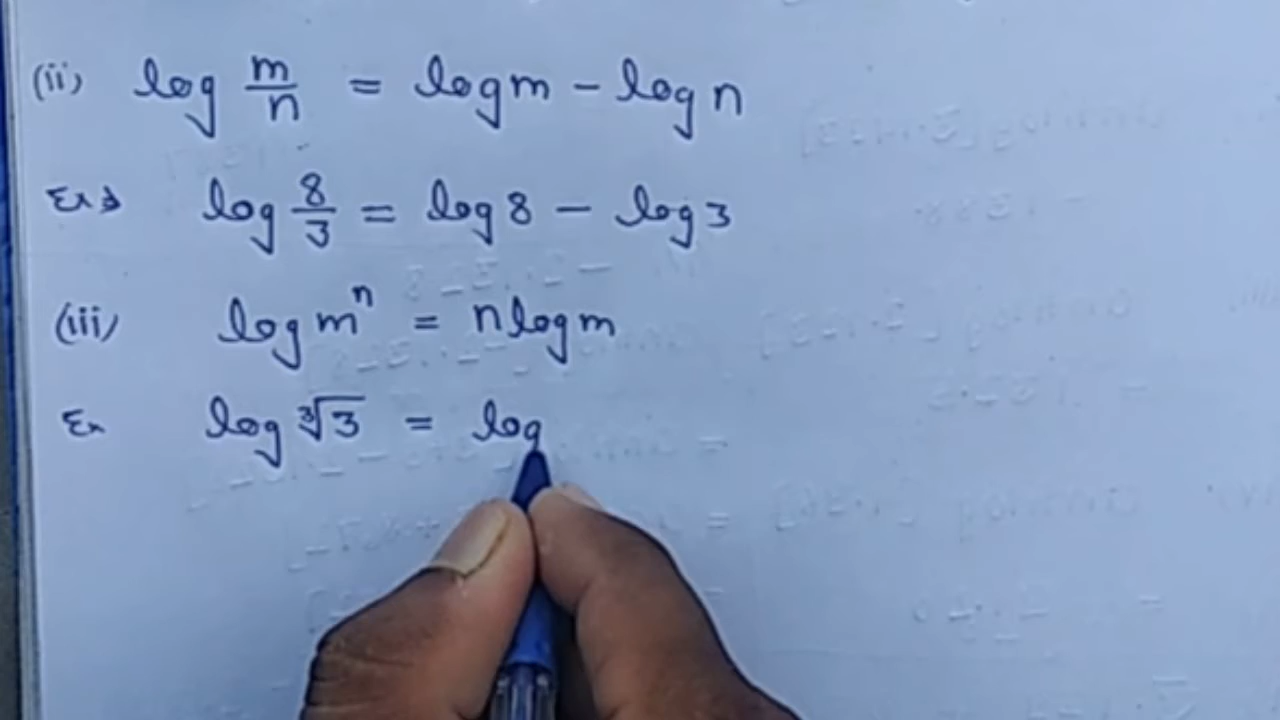 (ii) log m/n = log m - log n
Ex log 8/3 = log 8 - log 3
(iii) log mⁿ = n log m
Ex log ∛3 = log